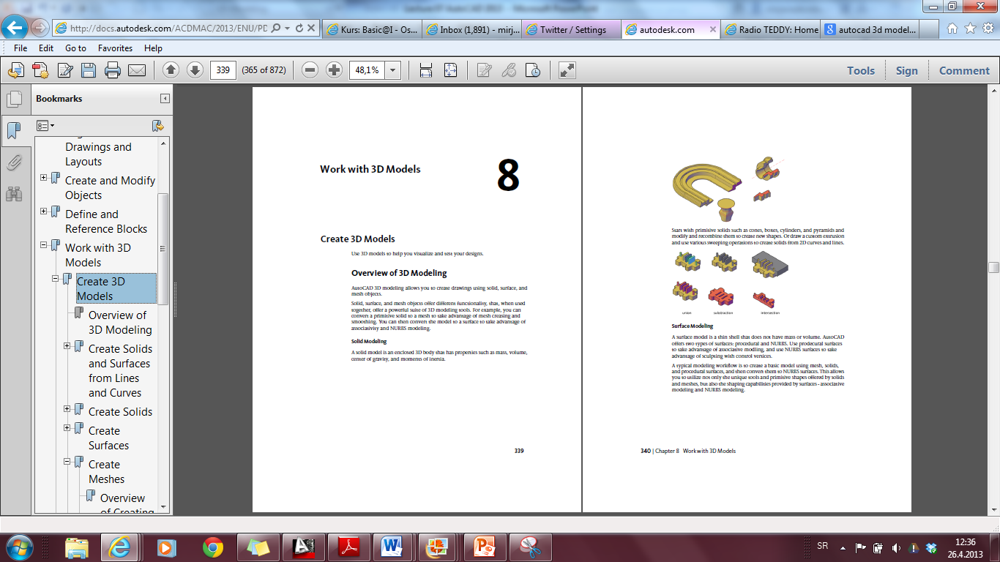 Lecture 07 AutoCAD 2013 - Microsoft PowerPoint
http://docs.autodesk.com/ACDMAC/2013/ENU/PD
Kurs: Basic@I - Os...
Inbox (1,891) - mirj...
Twitter / Settings
autodesk.com
Radio TEDDY: Home
autocad 3d model...
File Edit Go to Favorites Help
339 (365 of 872) 48,1% Tools Sign Comment
Bookmarks
Drawings and
Layouts
Create and Modify
Objects
Define and
Reference Blocks
Work with 3D
Models
Create 3D
Models
Overview of
3D Modeling
Create Solids
and Surfaces
from Lines
and Curves
Create Solids
Create
Surfaces
Create
Meshes
Overview
of Creating
Work with 3D Models 8
Create 3D Models
Use 3D models to help you visualize and test your designs.
Overview of 3D Modeling
AutoCAD 3D modeling allows you to create drawings using solid, surface, and
mesh objects.
Solid, surface, and mesh objects offer different functionality, that, when used
together, offer a powerful suite of 3D modeling tools. For example, you can
convert a primitive solid to a mesh to take advantage of mesh creasing and
smoothing. You can then convert the model to a surface to take advantage of
associativity and NURBS modeling.
Solid Modeling
A solid model is an enclosed 3D body that has properties such as mass, volume,
center of gravity, and moments of inertia.
339
Start with primitive solids such as cones, boxes, cylinders, and pyramids and
modify and recombine them to create new shapes. Or draw a custom extrusion
and use various sweeping operations to create solids from 2D curves and lines.
union substraction intersection
Surface Modeling
A surface model is a thin shell that does not have mass or volume. AutoCAD
offers two types of surfaces: procedural and NURBS. Use prodecural surfaces
to take advantage of associative modling, and use NURBS surfaces to take
advantage of sculpting with control vertices.
A typical modeling workflow is to create a basic model using mesh, solids,
and procedural surfaces, and then convert them to NURBS surfaces. This allows
you to utilize not only the unique tools and primitive shapes offered by solids
and meshes, but also the shaping capabilities provided by surfaces - associative
modeling and NURBS modeling.
340 | Chapter 8 Work with 3D Models
SR
12:36
26.4.2013